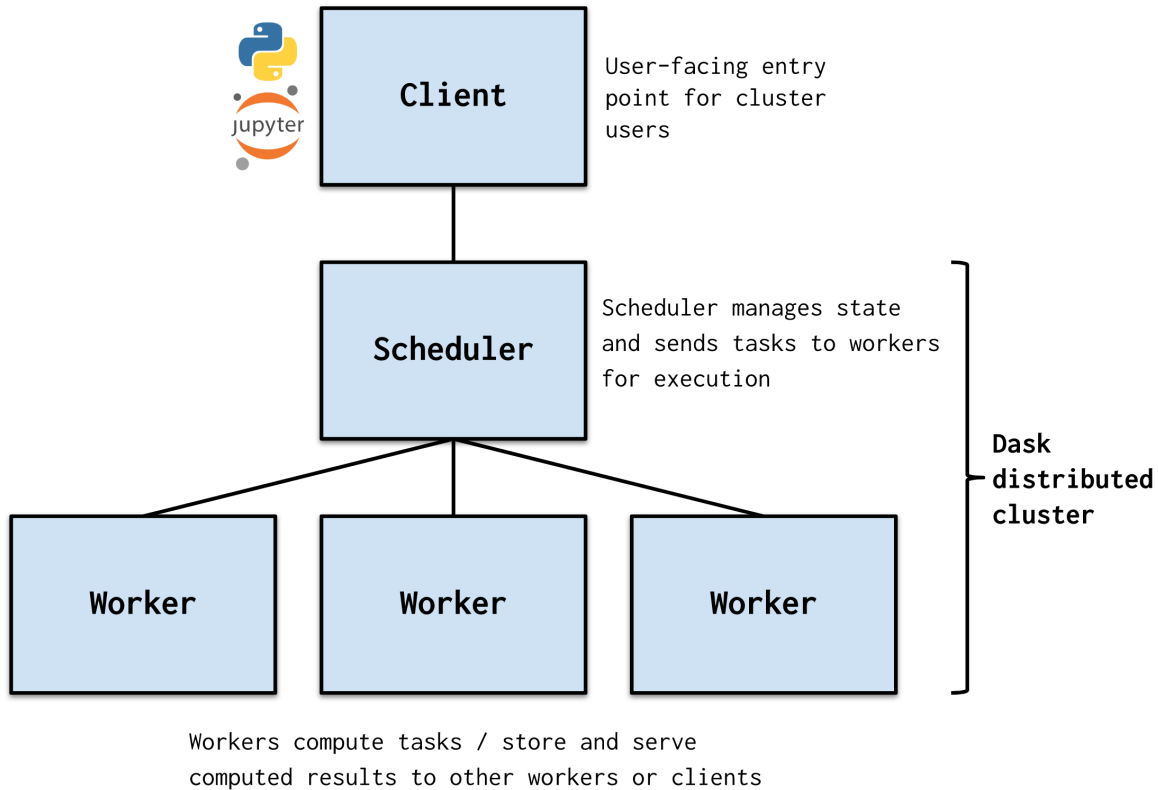 Client
User-facing entry
point for cluster
users
jupyter
Scheduler
Scheduler manages state
and sends tasks to workers
for execution
Dask
distributed
cluster
Worker
Worker
Worker
Workers compute tasks / store and serve
computed results to other workers or clients